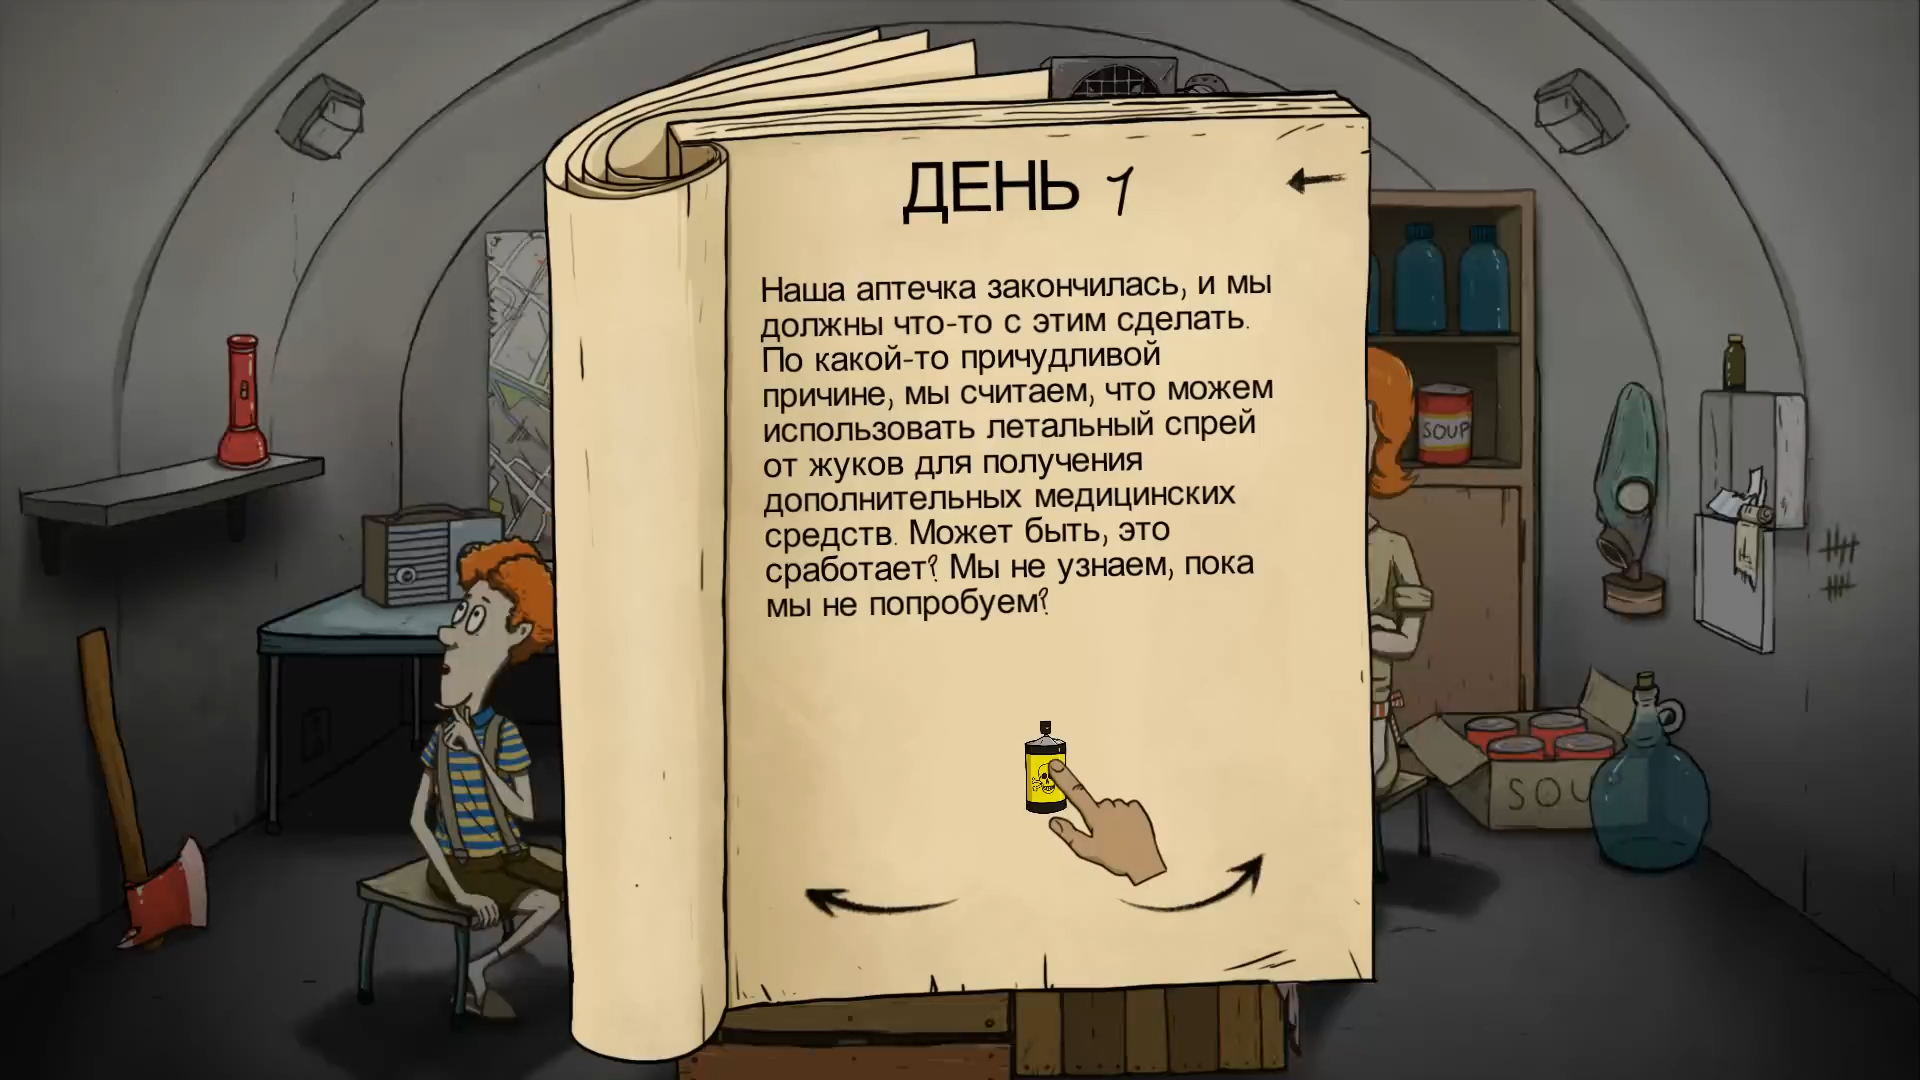 ДЕНЬ 1
Наша аптечка закончилась, и мы
должны что-то с этим сделать.
По какой-то причудливой
причине, мы считаем, что можем
использовать летальный спрей
от жуков для получения
дополнительных медицинских
средств. Может быть, это
сработает? Мы не узнаем, пока
мы не попробуем?
SOUP
SOU